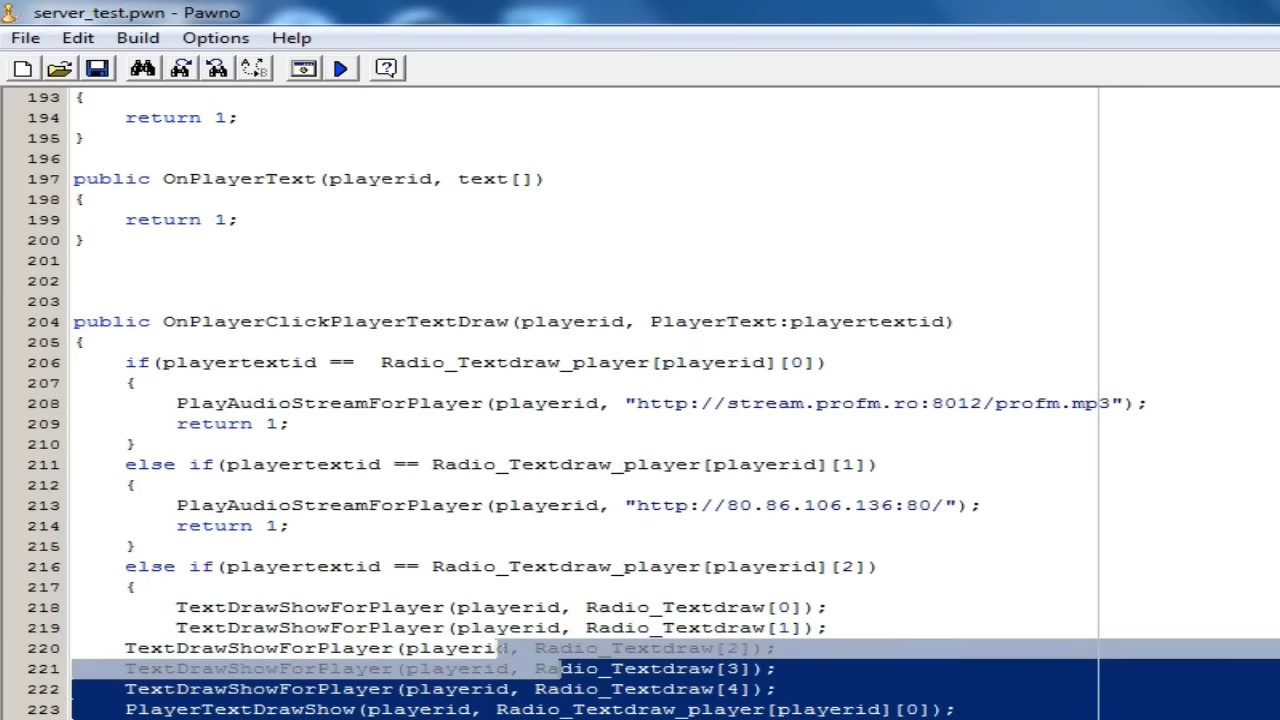 server_test.pwn - Pawno
File Edit Build Options Help
193 {
194 return 1;
195 }
196
197 public OnPlayerText(playerid, text[])
198 {
199 return 1;
200 }
201
202
203
204 public OnPlayerClickPlayerTextDraw(playerid, PlayerText:playertextid)
205 {
206 if(playertextid == Radio_Textdraw_player[playerid][0])
207 {
208 PlayAudioStreamForPlayer(playerid, "http://stream.profm.ro:8012/profm.mp3");
209 return 1;
210 }
211 else if(playertextid == Radio_Textdraw_player[playerid][1])
212 {
213 PlayAudioStreamForPlayer(playerid, "http://80.86.106.136:80/");
214 return 1;
215 }
216 else if(playertextid == Radio_Textdraw_player[playerid][2])
217 {
218 TextDrawShowForPlayer(playerid, Radio_Textdraw[0]);
219 TextDrawShowForPlayer(playerid, Radio_Textdraw[1]);
220 TextDrawShowForPlayer(playerid, Radio_Textdraw[2]);
221 TextDrawShowForPlayer(playerid, Radio_Textdraw[3]);
222 TextDrawShowForPlayer(playerid, Radio_Textdraw[4]);
223 PlayerTextDrawShow(playerid, Radio_Textdraw_player[playerid][0]);